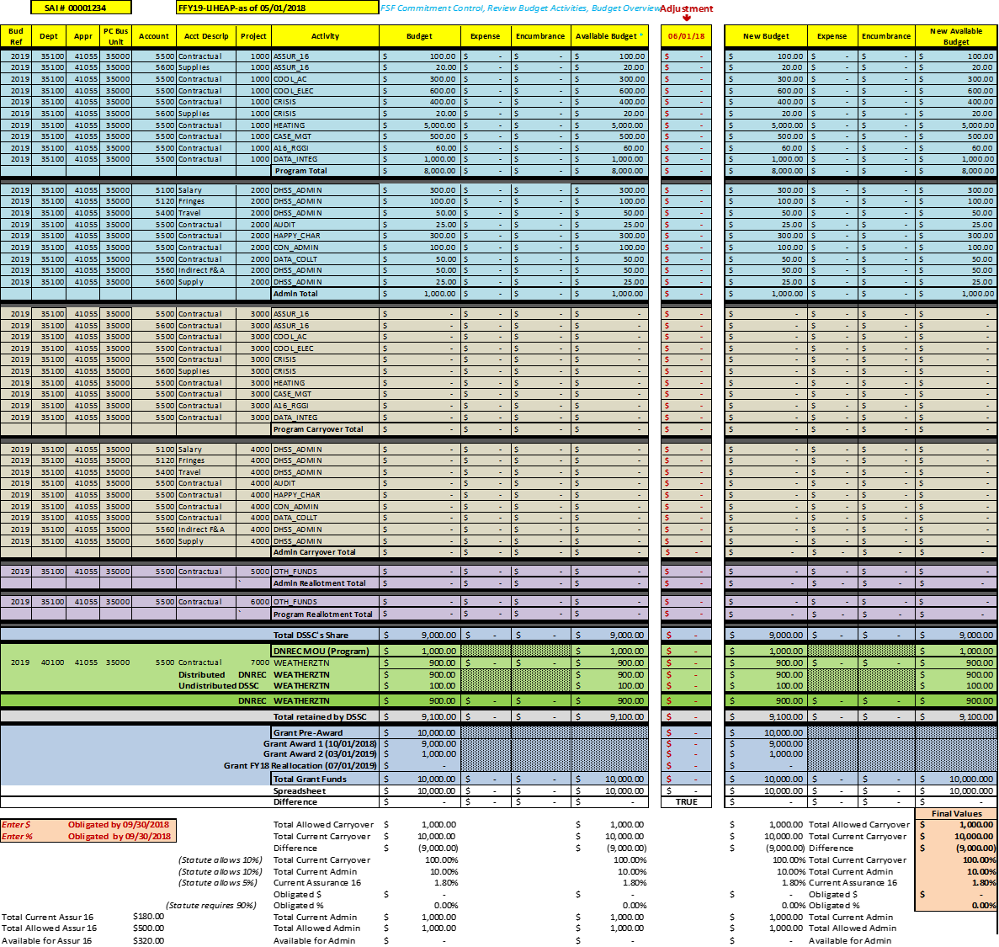 SAI # 00001234 FFY19-LIHEAP-as of 05/01/2018 FSF Commitment Control, Review Budget Activities, Budget Overview Adjustment
Bud Ref Dept Appr PC Bus Unit Account Acct Descrip Project Activity Budget Expense Encumbrance Available Budget * 06/01/18 New Budget Expense Encumbrance New Available Budget
2019 35100 41055 35000 5500 Contractual 1000 ASSUR_16 $ 100.00 $ - $ - $ 100.00 $ - $ 100.00 $ - $ - $ 100.00
2019 35100 41055 35000 5600 Supplies 1000 ASSUR_16 $ 20.00 $ - $ - $ 20.00 $ - $ 20.00 $ - $ - $ 20.00
2019 35100 41055 35000 5500 Contractual 1000 COOL_AC $ 300.00 $ - $ - $ 300.00 $ - $ 300.00 $ - $ - $ 300.00
2019 35100 41055 35000 5500 Contractual 1000 COOL_ELEC $ 600.00 $ - $ - $ 600.00 $ - $ 600.00 $ - $ - $ 600.00
2019 35100 41055 35000 5500 Contractual 1000 CRISIS $ 400.00 $ - $ - $ 400.00 $ - $ 400.00 $ - $ - $ 400.00
2019 35100 41055 35000 5600 Supplies 1000 CRISIS $ 20.00 $ - $ - $ 20.00 $ - $ 20.00 $ - $ - $ 20.00
2019 35100 41055 35000 5500 Contractual 1000 HEATING $ 5,000.00 $ - $ - $ 5,000.00 $ - $ 5,000.00 $ - $ - $ 5,000.00
2019 35100 41055 35000 5500 Contractual 1000 CASE_MGT $ 500.00 $ - $ - $ 500.00 $ - $ 500.00 $ - $ - $ 500.00
2019 35100 41055 35000 5500 Contractual 1000 A16_RGGI $ 60.00 $ - $ - $ 60.00 $ - $ 60.00 $ - $ - $ 60.00
2019 35100 41055 35000 5500 Contractual 1000 DATA_INTEG $ 1,000.00 $ - $ - $ 1,000.00 $ - $ 1,000.00 $ - $ - $ 1,000.00
Program Total $ 8,000.00 $ - $ - $ 8,000.00 $ - $ 8,000.00 $ - $ - $ 8,000.00
2019 35100 41055 35000 5100 Salary 2000 DHSS_ADMIN $ 300.00 $ - $ - $ 300.00 $ - $ 300.00 $ - $ - $ 300.00
2019 35100 41055 35000 5120 Fringes 2000 DHSS_ADMIN $ 100.00 $ - $ - $ 100.00 $ - $ 100.00 $ - $ - $ 100.00
2019 35100 41055 35000 5400 Travel 2000 DHSS_ADMIN $ 50.00 $ - $ - $ 50.00 $ - $ 50.00 $ - $ - $ 50.00
2019 35100 41055 35000 5500 Contractual 2000 AUDIT $ 25.00 $ - $ - $ 25.00 $ - $ 25.00 $ - $ - $ 25.00
2019 35100 41055 35000 5500 Contractual 2000 HAPPY_CHAR $ 300.00 $ - $ - $ 300.00 $ - $ 300.00 $ - $ - $ 300.00
2019 35100 41055 35000 5500 Contractual 2000 CON_ADMIN $ 100.00 $ - $ - $ 100.00 $ - $ 100.00 $ - $ - $ 100.00
2019 35100 41055 35000 5500 Contractual 2000 DATA_COLLT $ 50.00 $ - $ - $ 50.00 $ - $ 50.00 $ - $ - $ 50.00
2019 35100 41055 35000 5560 Indirect F&A 2000 DHSS_ADMIN $ 50.00 $ - $ - $ 50.00 $ - $ 50.00 $ - $ - $ 50.00
2019 35100 41055 35000 5600 Supply 2000 DHSS_ADMIN $ 25.00 $ - $ - $ 25.00 $ - $ 25.00 $ - $ - $ 25.00
Admin Total $ 1,000.00 $ - $ - $ 1,000.00 $ - $ 1,000.00 $ - $ - $ 1,000.00
2019 35100 41055 35000 5500 Contractual 3000 ASSUR_16 $ - $ - $ - $ - $ - $ - $ - $ - $ -
2019 35100 41055 35000 5600 Contractual 3000 ASSUR_16 $ - $ - $ - $ - $ - $ - $ - $ - $ -
2019 35100 41055 35000 5500 Contractual 3000 COOL_AC $ - $ - $ - $ - $ - $ - $ - $ - $ -
2019 35100 41055 35000 5500 Contractual 3000 COOL_ELEC $ - $ - $ - $ - $ - $ - $ - $ - $ -
2019 35100 41055 35000 5500 Contractual 3000 CRISIS $ - $ - $ - $ - $ - $ - $ - $ - $ -
2019 35100 41055 35000 5600 Supplies 3000 CRISIS $ - $ - $ - $ - $ - $ - $ - $ - $ -
2019 35100 41055 35000 5500 Contractual 3000 HEATING $ - $ - $ - $ - $ - $ - $ - $ - $ -
2019 35100 41055 35000 5500 Contractual 3000 CASE_MGT $ - $ - $ - $ - $ - $ - $ - $ - $ -
2019 35100 41055 35000 5500 Contractual 3000 A16_RGGI $ - $ - $ - $ - $ - $ - $ - $ - $ -
2019 35100 41055 35000 5500 Contractual 3000 DATA_INTEG $ - $ - $ - $ - $ - $ - $ - $ - $ -
Program Carryover Total $ - $ - $ - $ - $ - $ - $ - $ - $ -
2019 35100 41055 35000 5100 Salary 4000 DHSS_ADMIN $ - $ - $ - $ - $ - $ - $ - $ - $ -
2019 35100 41055 35000 5120 Fringes 4000 DHSS_ADMIN $ - $ - $ - $ - $ - $ - $ - $ - $ -
2019 35100 41055 35000 5400 Travel 4000 DHSS_ADMIN $ - $ - $ - $ - $ - $ - $ - $ - $ -
2019 35100 41055 35000 5500 Contractual 4000 AUDIT $ - $ - $ - $ - $ - $ - $ - $ - $ -
2019 35100 41055 35000 5500 Contractual 4000 HAPPY_CHAR $ - $ - $ - $ - $ - $ - $ - $ - $ -
2019 35100 41055 35000 5500 Contractual 4000 CON_ADMIN $ - $ - $ - $ - $ - $ - $ - $ - $ -
2019 35100 41055 35000 5500 Contractual 4000 DATA_COLLT $ - $ - $ - $ - $ - $ - $ - $ - $ -
2019 35100 41055 35000 5560 Indirect F&A 4000 DHSS_ADMIN $ - $ - $ - $ - $ - $ - $ - $ - $ -
2019 35100 41055 35000 5600 Supply 4000 DHSS_ADMIN $ - $ - $ - $ - $ - $ - $ - $ - $ -
Admin Carryover Total $ - $ - $ - $ - $ - $ - $ - $ - $ -
2019 35100 41055 35000 5500 Contractual 5000 OTH_FUNDS $ - $ - $ - $ - $ - $ - $ - $ - $ -
` Admin Reallotment Total $ - $ - $ - $ - $ - $ - $ - $ - $ -
2019 35100 41055 35000 5500 Contractual 6000 OTH_FUNDS $ - $ - $ - $ - $ - $ - $ - $ - $ -
` Program Reallotment Total $ - $ - $ - $ - $ - $ - $ - $ - $ -
Total DSSC's Share $ 9,000.00 $ - $ - $ 9,000.00 $ - $ 9,000.00 $ - $ - $ 9,000.00
DNREC MOU (Program) $ 1,000.00 $ 1,000.00 $ - $ 1,000.00 $ 1,000.00
2019 40100 41055 35000 5500 Contractual 7000 WEATHERZTN $ 900.00 $ - $ - $ 900.00 $ - $ 900.00 $ - $ - $ 900.00
Distributed DNREC WEATHERZTN $ 900.00 $ 900.00 $ - $ 900.00 $ 900.00
Undistributed DSSC WEATHERZTN $ 100.00 $ 100.00 $ - $ 100.00 $ 100.00
DNREC WEATHERZTN $ 900.00 $ - $ - $ 900.00 $ - $ 900.00 $ - $ - $ 900.00
Total retained by DSSC $ 9,100.00 $ - $ - $ 9,100.00 $ - $ 9,100.00 $ - $ - $ 9,100.00
Grant Pre-Award $ 10,000.00 $ - $ 10,000.00
Grant Award 1 (10/01/2018) $ 9,000.00 $ - $ 9,000.00
Grant Award 2 (03/01/2019) $ 1,000.00 $ - $ 1,000.00
Grant FY18 Reallocation (07/01/2019) $ - $ - $ -
Total Grant Funds $ 10,000.00 $ - $ - $ 10,000.00 $ - $ 10,000.00 $ - $ - $ 10,000.000
Spreadsheet $ 10,000.00 $ - $ - $ 10,000.00 $ - $ 10,000.00 $ - $ - $ 10,000.000
Difference $ - $ - $ - $ - TRUE $ - $ - $ - $ -
Final Values
Enter $ Obligated by 09/30/2018 Total Allowed Carryover $ 1,000.00 $ 1,000.00 $ 1,000.00 Total Allowed Carryover $ 1,000.00
Enter % Obligated by 09/30/2018 Total Current Carryover $ 10,000.00 $ 10,000.00 $ 10,000.00 Total Current Carryover $ 10,000.00
Difference $ (9,000.00) $ (9,000.00) $ (9,000.00) Difference $ (9,000.00)
(Statute allows 10%) Total Current Carryover 100.00% 100.00% 100.00% Total Current Carryover 100.00%
(Statute allows 10%) Total Current Admin 10.00% 10.00% 10.00% Total Current Admin 10.00%
(Statute allows 5%) Current Assurance 16 1.80% 1.80% 1.80% Current Assurance 16 1.80%
Obligated $ $ - $ - $ - Obligated $ $ -
(Statute requires 90%) Obligated % 0.00% 0.00% 0.00% Obligated % 0.00%
Total Current Assur 16 $180.00 Total Current Admin $ 1,000.00 $ 1,000.00 $ 1,000.00 Total Current Admin
Total Allowed Assur 16 $500.00 Total Allowed Admin $ 1,000.00 $ 1,000.00 $ 1,000.00 Total Allowed Admin
Available for Assur 16 $320.00 Available for Admin $ - $ - $ - Available for Admin